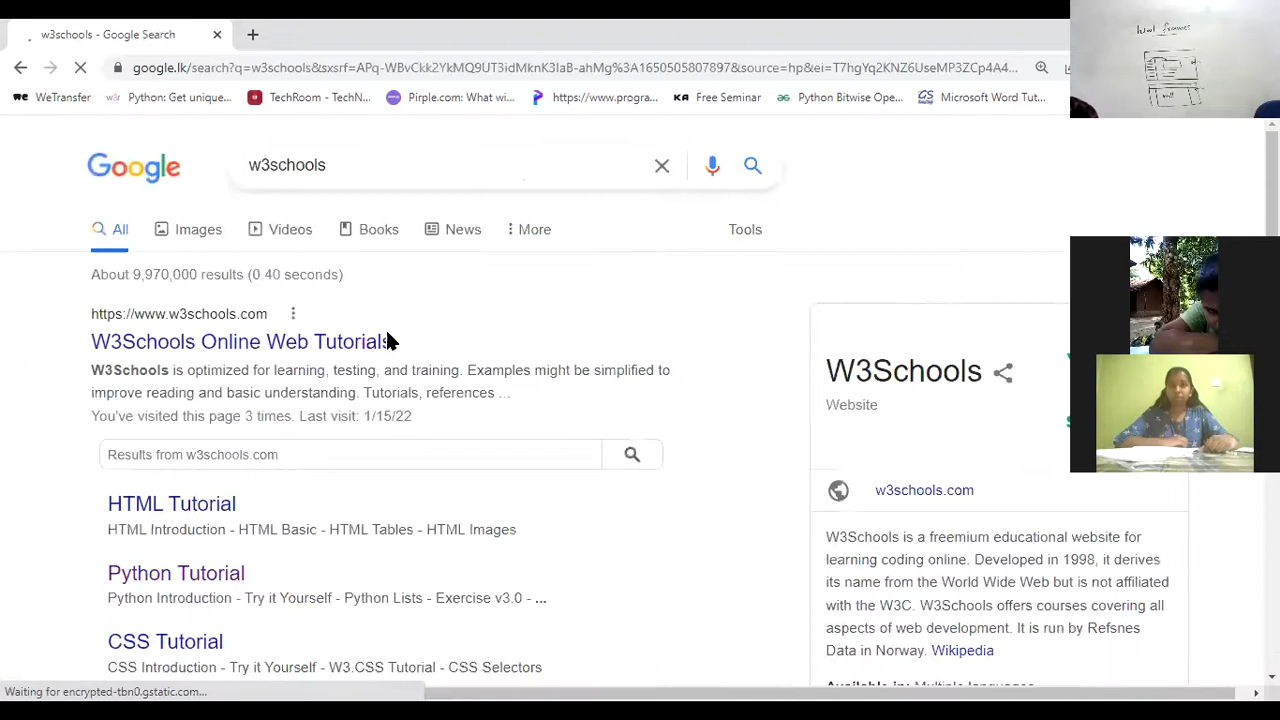 w3schools - Google Search
google.lk/search?q=w3schools&sxsrf=APq-WBvCkk2YkMQ9UT3idMknK3IaB-ahMg%3A1650505807897&source=hp&ei=T7hgYq2KNZ6UseMP3ZCp4A4...
WeTransfer
Python: Get unique...
TechRoom - TechN...
Pirple.com-What wi...
https://www.progra...
Free Seminar
Python Bitwise Ope...
Microsoft Word Tut...
Google
w3schools
All
Images
Videos
Books
News
More
Tools
About 9,970,000 results (0.40 seconds)
https://www.w3schools.com
W3Schools Online Web Tutorials
W3Schools is optimized for learning, testing, and training. Examples might be simplified to
improve reading and basic understanding. Tutorials, references ...
You've visited this page 3 times. Last visit: 1/15/22
Results from w3schools.com
HTML Tutorial
HTML Introduction - HTML Basic - HTML Tables - HTML Images
Python Tutorial
Python Introduction - Try it Yourself - Python Lists - Exercise v3.0 - ...
CSS Tutorial
CSS Introduction - Try it Yourself - W3.CSS Tutorial - CSS Selectors
W3Schools
Website
w3schools.com
W3Schools is a freemium educational website for
learning coding online. Developed in 1998, it derives
its name from the World Wide Web but is not affiliated
with the W3C. W3Schools offers courses covering all
aspects of web development. It is run by Refsnes
Data in Norway. Wikipedia
Waiting for encrypted-tbn0.gstatic.com...